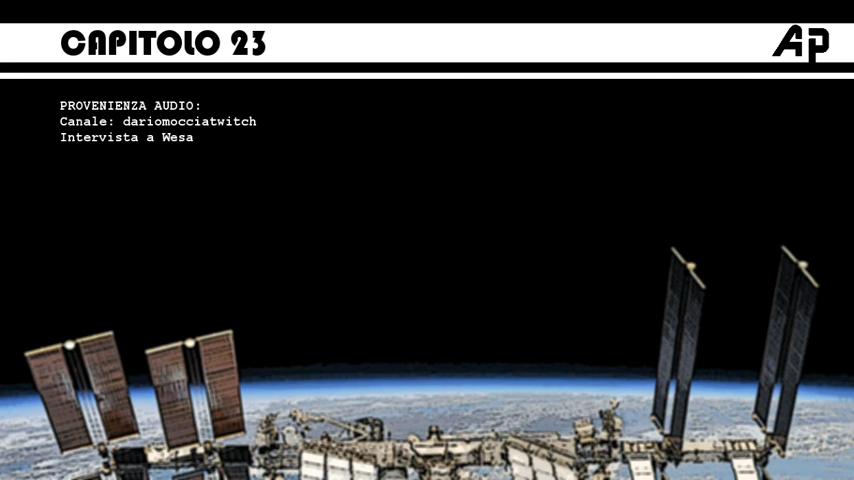 CAPITOLO 23
AP
PROVENIENZA AUDIO:
Canale: dariomocciatwitch
Intervista a Wesa